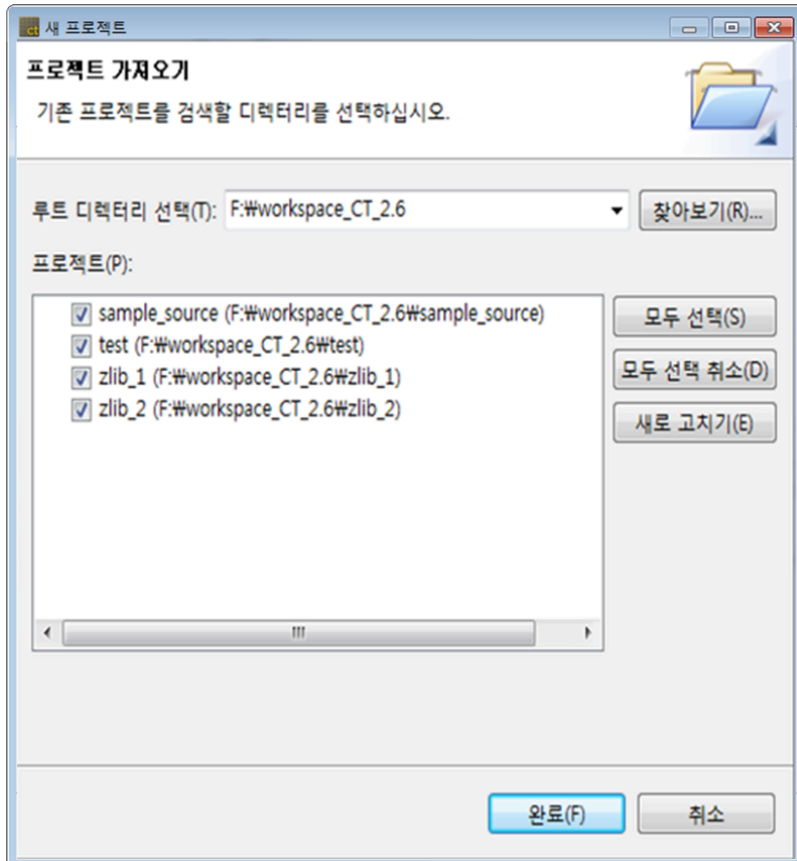 ct 새 프로젝트
프로젝트 가져오기
기존 프로젝트를 검색할 디렉터리를 선택하십시오.
루트 디렉터리 선택(T): F:₩workspace_CT_2.6 찾아보기(R)...
프로젝트(P):
sample_source (F:₩workspace_CT_2.6₩sample_source)
test (F:₩workspace_CT_2.6₩test)
zlib_1 (F:₩workspace_CT_2.6₩zlib_1)
zlib_2 (F:₩workspace_CT_2.6₩zlib_2)
모두 선택(S)
모두 선택 취소(D)
새로 고치기(E)
완료(F) 취소